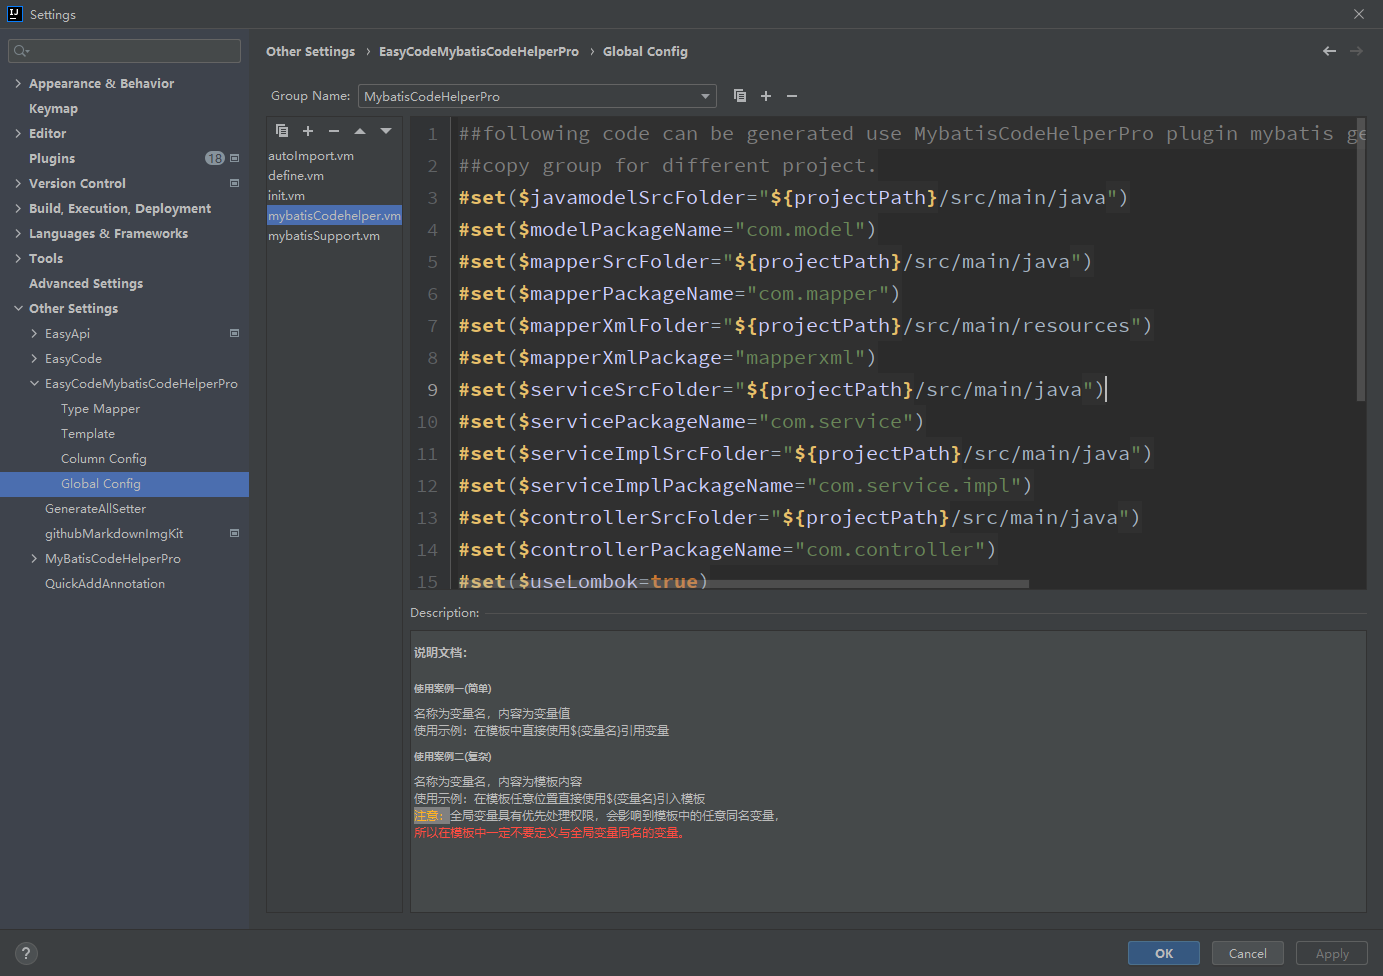 Settings
Appearance & Behavior
Keymap
Editor
Plugins 18
Version Control
Build, Execution, Deployment
Languages & Frameworks
Tools
Advanced Settings
Other Settings
EasyApi
EasyCode
EasyCodeMybatisCodeHelperPro
Type Mapper
Template
Column Config
Global Config
GenerateAllSetter
githubMarkdownImgKit
MyBatisCodeHelperPro
QuickAddAnnotation
Other Settings › EasyCodeMybatisCodeHelperPro › Global Config
Group Name: MybatisCodeHelperPro
autoImport.vm
define.vm
init.vm
mybatisCodehelper.vm
mybatisSupport.vm
1 ##following code can be generated use MybatisCodeHelperPro plugin mybatis ge
2 ##copy group for different project.
3 #set($javamodelSrcFolder="${projectPath}/src/main/java")
4 #set($modelPackageName="com.model")
5 #set($mapperSrcFolder="${projectPath}/src/main/java")
6 #set($mapperPackageName="com.mapper")
7 #set($mapperXmlFolder="${projectPath}/src/main/resources")
8 #set($mapperXmlPackage="mapperxml")
9 #set($serviceSrcFolder="${projectPath}/src/main/java")
10 #set($servicePackageName="com.service")
11 #set($serviceImplSrcFolder="${projectPath}/src/main/java")
12 #set($serviceImplPackageName="com.service.impl")
13 #set($controllerSrcFolder="${projectPath}/src/main/java")
14 #set($controllerPackageName="com.controller")
15 #set($useLombok=true)
Description:
说明文档：
使用案例一(简单)
名称为变量名，内容为变量值
使用示例：在模板中直接使用${变量名}引用变量
使用案例二(复杂)
名称为变量名，内容为模板内容
使用示例：在模板任意位置直接使用${变量名}引入模板
注意：全局变量具有优先处理权限，会影响到模板中的任意同名变量，
所以在模板中一定不要定义与全局变量同名的变量。
? OK Cancel Apply